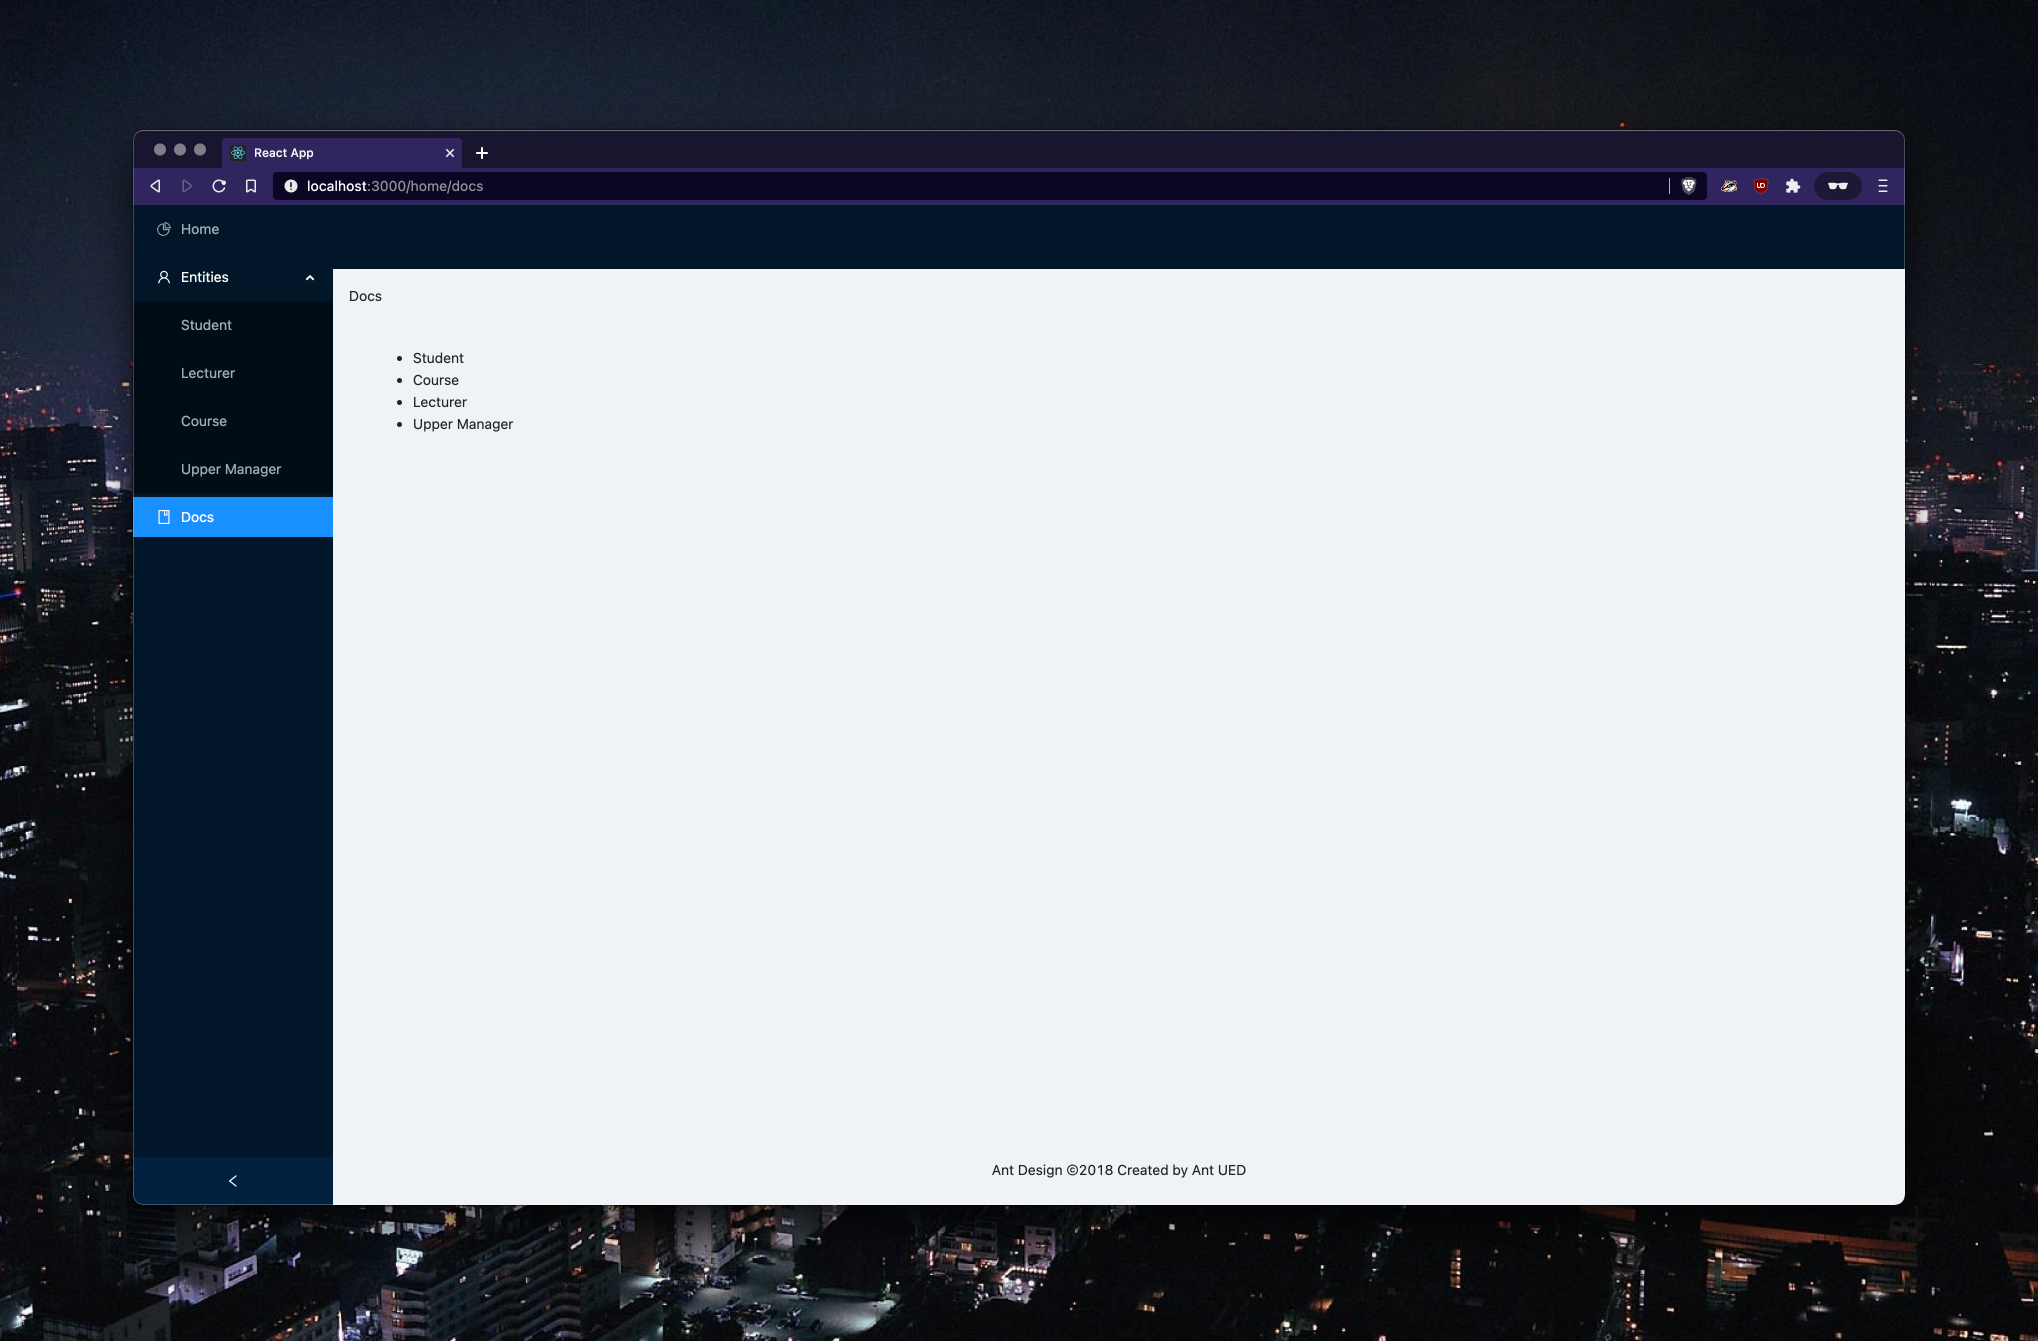 React App
localhost:3000/home/docs
Home
Entities
Student
Lecturer
Course
Upper Manager
Docs
Docs
Student
Course
Lecturer
Upper Manager
Ant Design ©2018 Created by Ant UED